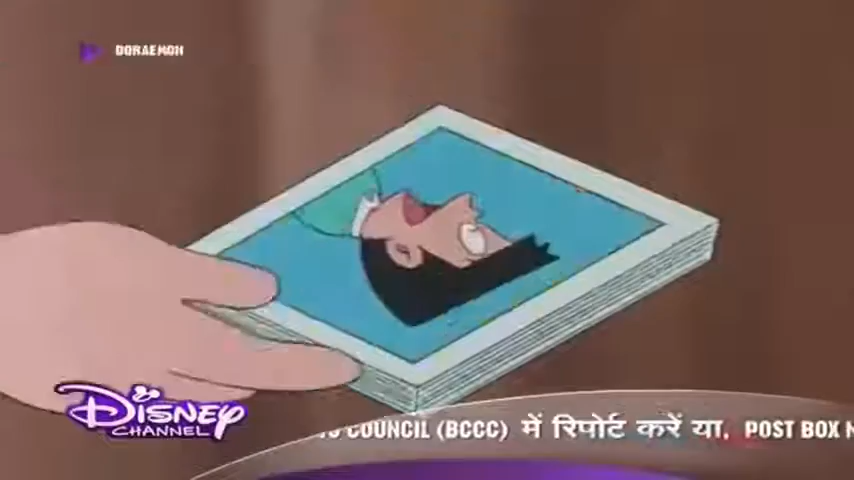 DORAEMON
DISNEY
CHANNEL
COUNCIL (BCCC) में रिपोर्ट करें या, POST BOX